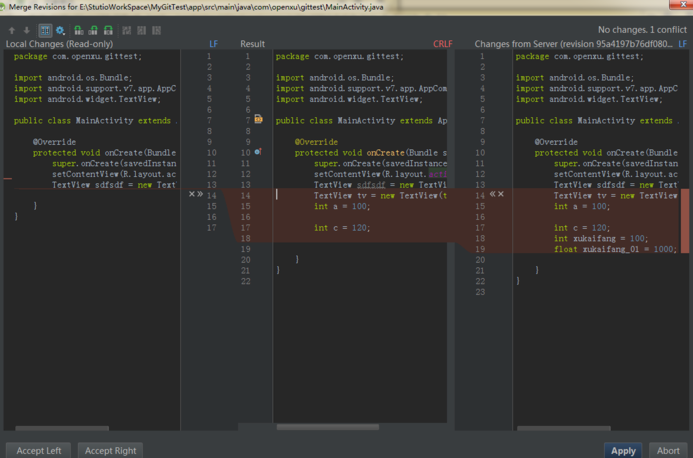 Merge Revisions for E:\StutioWorkSpace\MyGitTest\app\src\main\java\com\openxu\gittest\MainActivity.java
No changes. 1 conflict
Local Changes (Read-only)
LF
Result
CRLF
Changes from Server (revision 95a4197b76df080...
LF
package com.openxu.gittest;
import android.os.Bundle;
import android.support.v7.app.AppC
import android.widget.TextView;
public class MainActivity extends .
@Override
protected void onCreate(Bundle
super.onCreate(savedInstanc
setContentView(R.layout.ac
TextView sdfsdf = new Text
}
}
1
2
3
4
5
6
7
8
9
10
11
12
13
14
15
16
17
1
2
3
4
5
6
7
8
9
10
11
12
13
14
15
16
17
18
19
20
21
22
package com.openxu.gittest;
import android.os.Bundle;
import android.support.v7.app.AppCom
import android.widget.TextView;
public class MainActivity extends Ap
@Override
protected void onCreate(Bundle s
super.onCreate(savedInstance
setContentView(R.layout.
TextView sdfsdf = new TextVi
TextView tv = new TextView(t
int a = 100;
int c = 120;
}
}
1
2
3
4
5
6
7
8
9
10
11
12
13
14
15
16
17
18
19
20
21
22
23
package com.openxu.gittest;
import android.os.Bundle;
import android.support.v7.app.App
import android.widget.TextView;
public class MainActivity extends
@Override
protected void onCreate(Bundle
super.onCreate(savedInstan
setContentView(R.layout.ac
TextView sdfsdf = new Text
TextView tv = new TextView
int a = 100;
int c = 120;
int xukaifang = 100;
float xukaifang_01 = 1000;
}
}
Accept Left
Accept Right
Apply
Abort